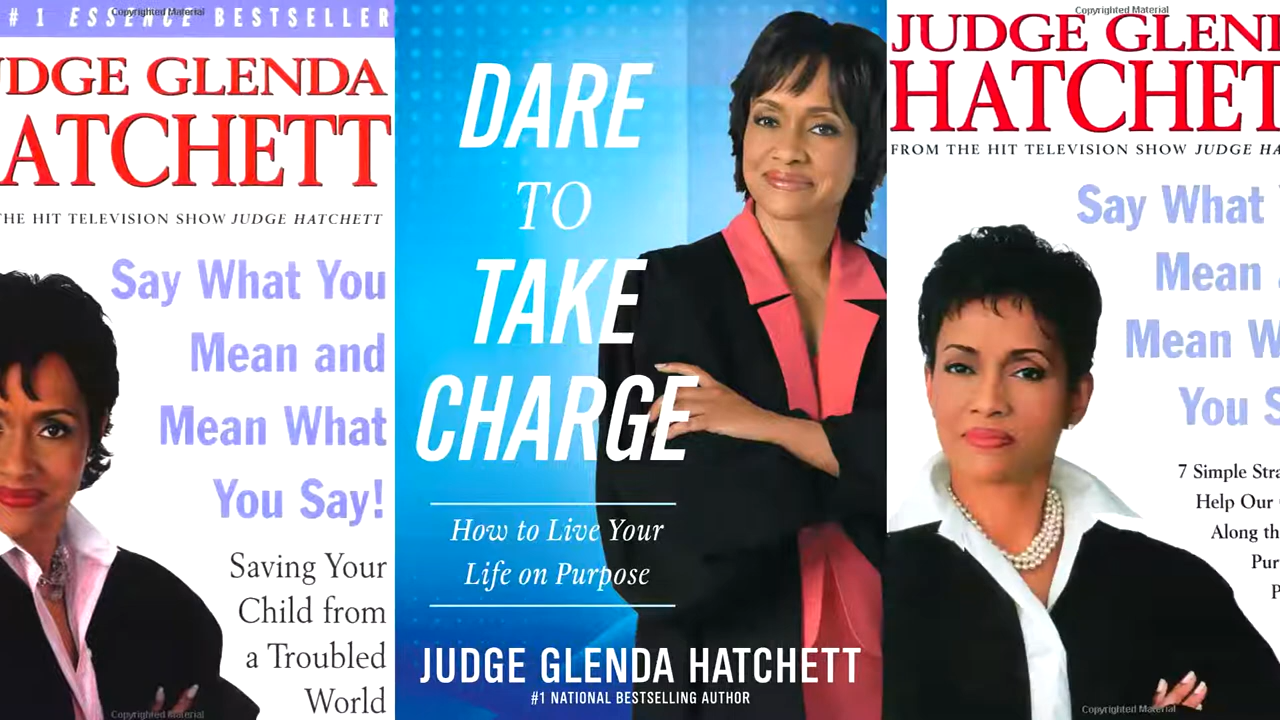 Copyrighted Material
#1 ESSENCE BESTSELLER
UDGE GLENDA
ATCHETT
THE HIT TELEVISION SHOW JUDGE HATCHETT
Say What You
Mean and
Mean What
You Say!
Saving Your
Child from
a Troubled
World
Copyrighted Material
DARE
TO
TAKE
CHARGE
How to Live Your
Life on Purpose
JUDGE GLENDA HATCHETT
#1 NATIONAL BESTSELLING AUTHOR
Copyrighted Material
JUDGE GLEN
HATCHET
FROM THE HIT TELEVISION SHOW JUDGE HA
Say What
Mean
Mean W
You S
7 Simple Stra
Help Our
Along th
Pur
P
Copyrighted Material